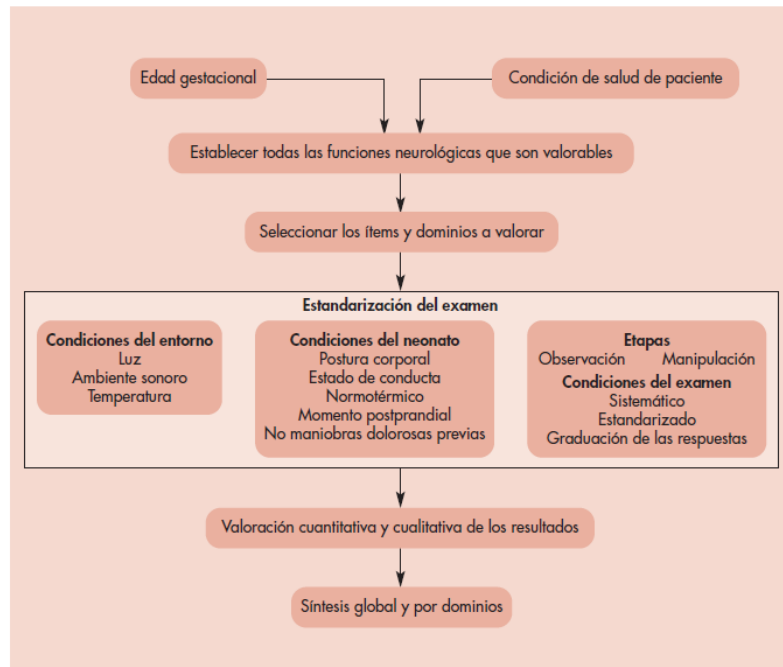 Edad gestacional
Condición de salud de paciente
Establecer todas las funciones neurológicas que son valorables
Seleccionar los ítems y dominios a valorar
Estandarización del examen
Condiciones del entorno
Luz
Ambiente sonoro
Temperatura
Condiciones del neonato
Postura corporal
Estado de conducta
Normotérmico
Momento postprandial
No maniobras dolorosas previas
Etapas
Observación Manipulación
Condiciones del examen
Sistemático
Estandarizado
Graduación de las respuestas
Valoración cuantitativa y cualitativa de los resultados
Síntesis global y por dominios